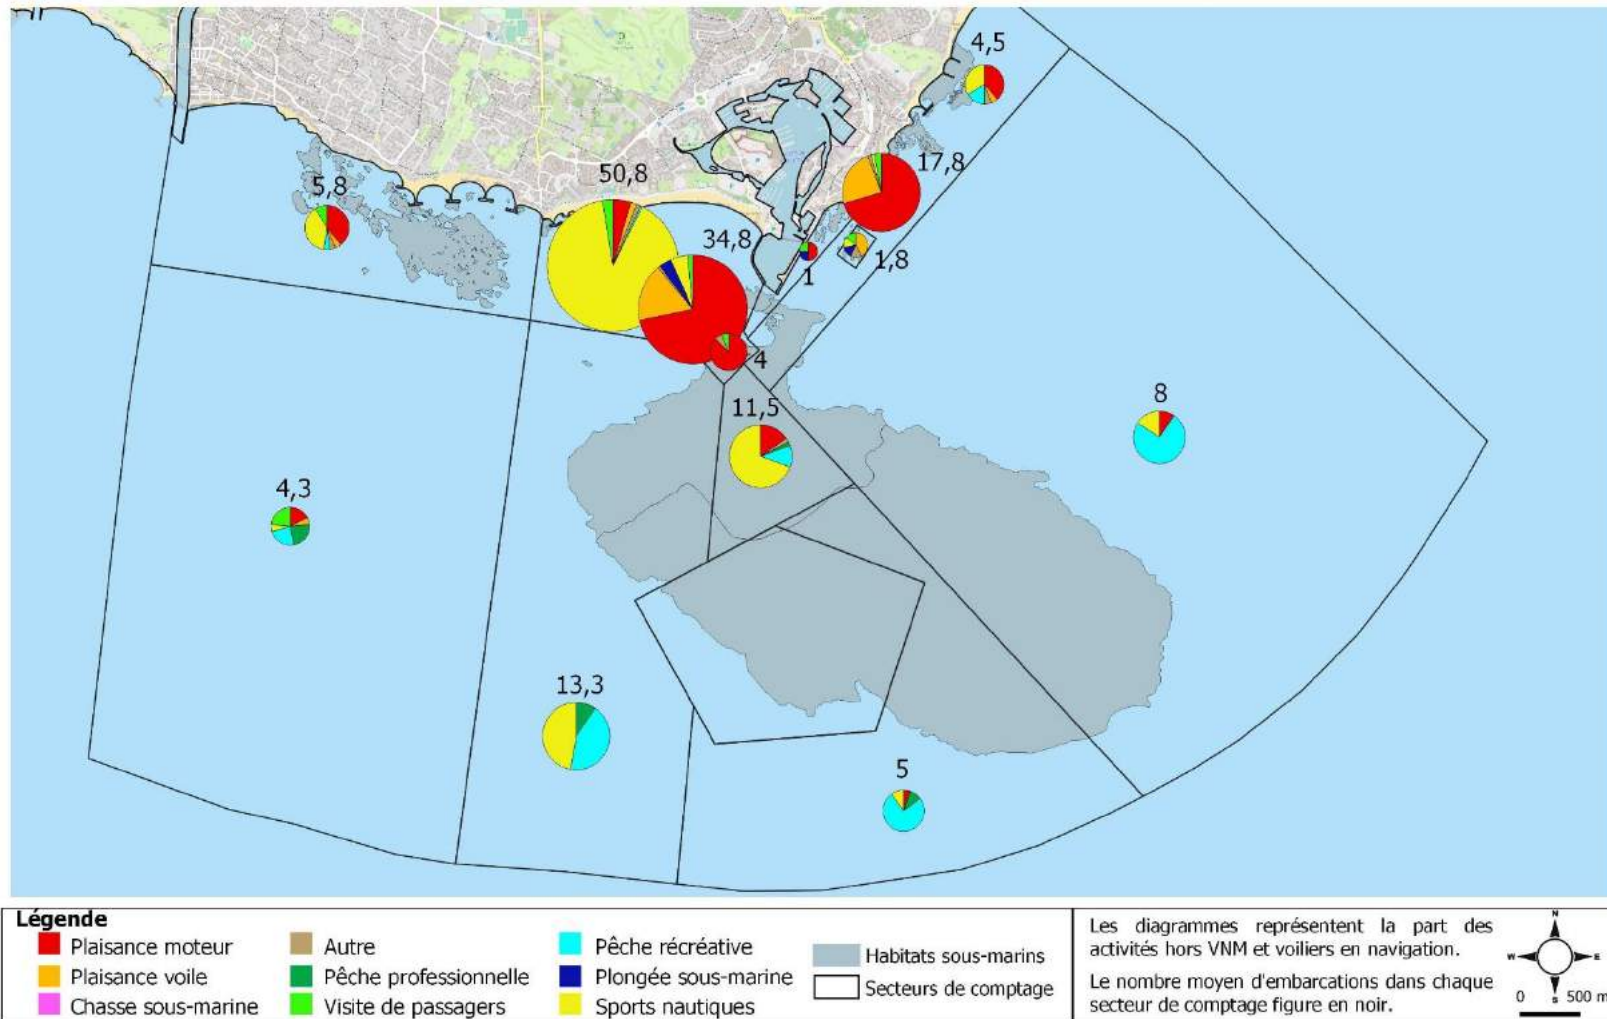 4,5
50,8
17,8
5,8
34,8
1
1,8
4
11,5
8
4,3
13,3
5
Légende
Plaisance moteur
Plaisance voile
Chasse sous-marine
Autre
Pêche professionnelle
Visite de passagers
Pêche récréative
Plongée sous-marine
Sports nautiques
Habitats sous-marins
Secteurs de comptage
Les diagrammes représentent la part des
activités hors VNM et voiliers en navigation.
Le nombre moyen d'embarcations dans chaque
secteur de comptage figure en noir.
N
W
E
S
0 500 m